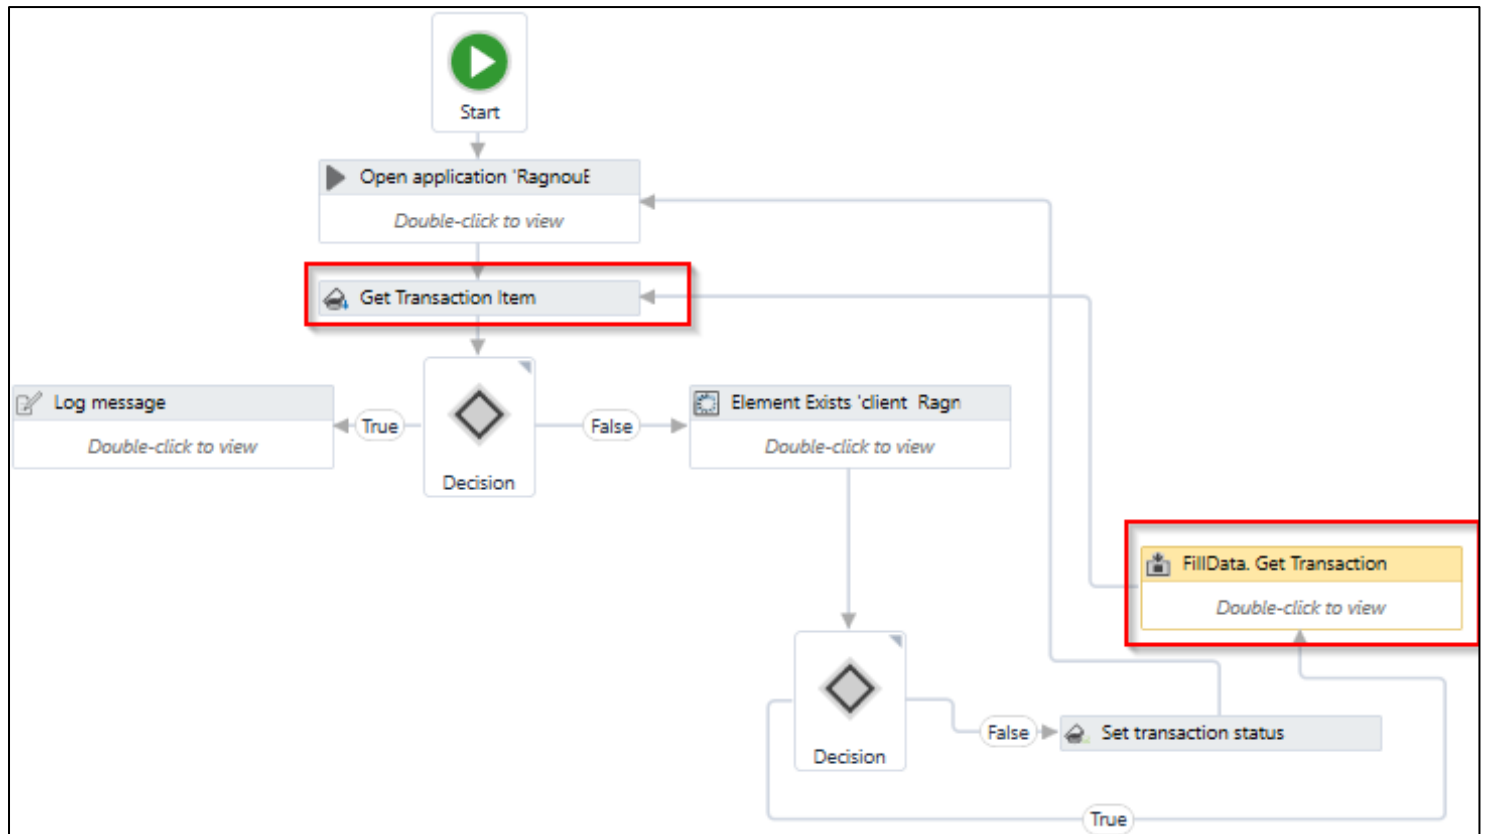 Start
Open application 'RagnouE
Double-click to view
Get Transaction Item
Log message
Double-click to view
True
Decision
False
Element Exists 'client Ragn
Double-click to view
FillData. Get Transaction
Double-click to view
Decision
False
Set transaction status
True